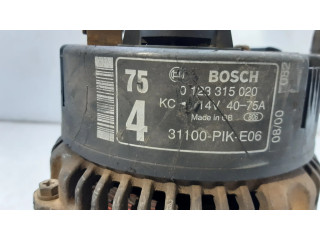 75
4
BOSCH
0 123 315 020
KC → 14V 40-75A
Made in GB
31100-PIK-E06
08/00